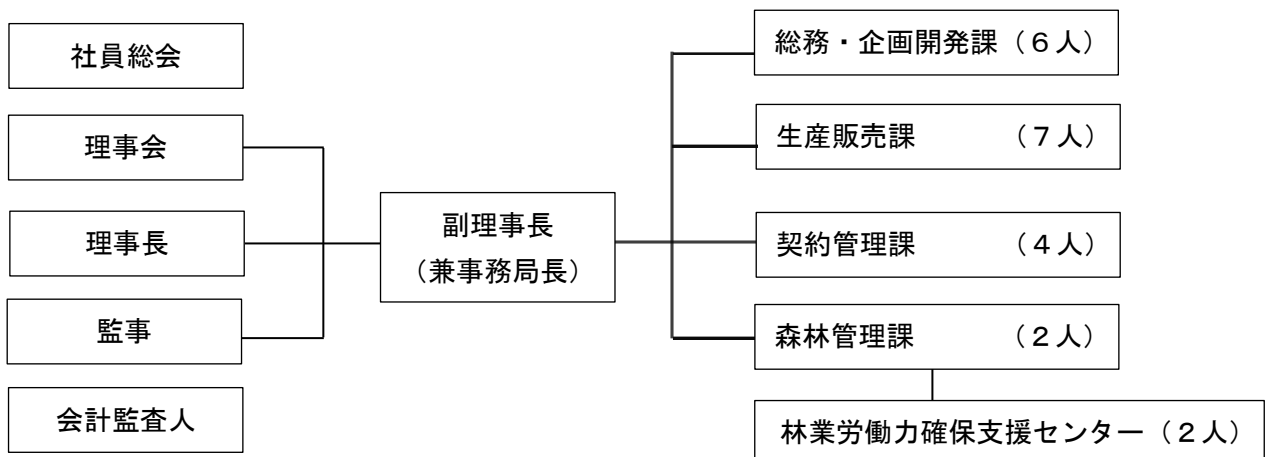 社員総会
理事会
理事長
監事
会計監査人
副理事長
（兼事務局長）
総務・企画開発課（６人）
生産販売課　　　（７人）
契約管理課　　　（４人）
森林管理課　　　（２人）
林業労働力確保支援センター（２人）